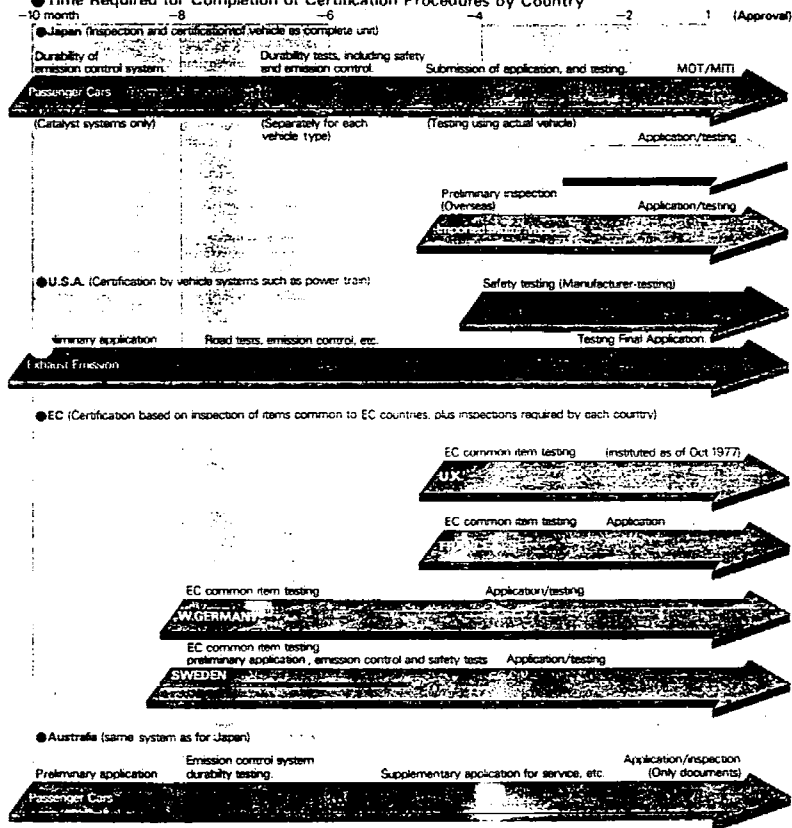 ●Time Required for Completion of Certification Procedures by Country
−10 month −8 −6 −4 −2 1 (Approval)
●Japan (Inspection and certification of vehicle as complete unit)
Durability of emission control system.
Durability tests, including safety and emission control.
Submission of application, and testing.
MOT/MITI
Passenger Cars
(Catalyst systems only)
(Separately for each vehicle type)
(Testing using actual vehicle)
Application/testing
Preliminary inspection (Overseas)
Application/testing
Imported Motor Vehicles
●U.S.A. (Certification by vehicle systems such as power train)
Safety testing (Manufacturer-testing)
eliminary application
Road tests, emission control, etc.
Testing Final Application
Exhaust Emission
●EC (Certification based on inspection of items common to EC countries, plus inspections required by each country)
EC common item testing (instituted as of Oct 1977)
U.K.
EC common item testing Application
EC common item testing Application/testing
W.GERMANY
EC common item testing
preliminary application, emission control and safety tests Application/testing
SWEDEN
●Australia (same system as for Japan)
Preliminary application
Emission control system durability testing.
Supplementary application for service, etc.
Application/inspection (Only documents)
Passenger Cars